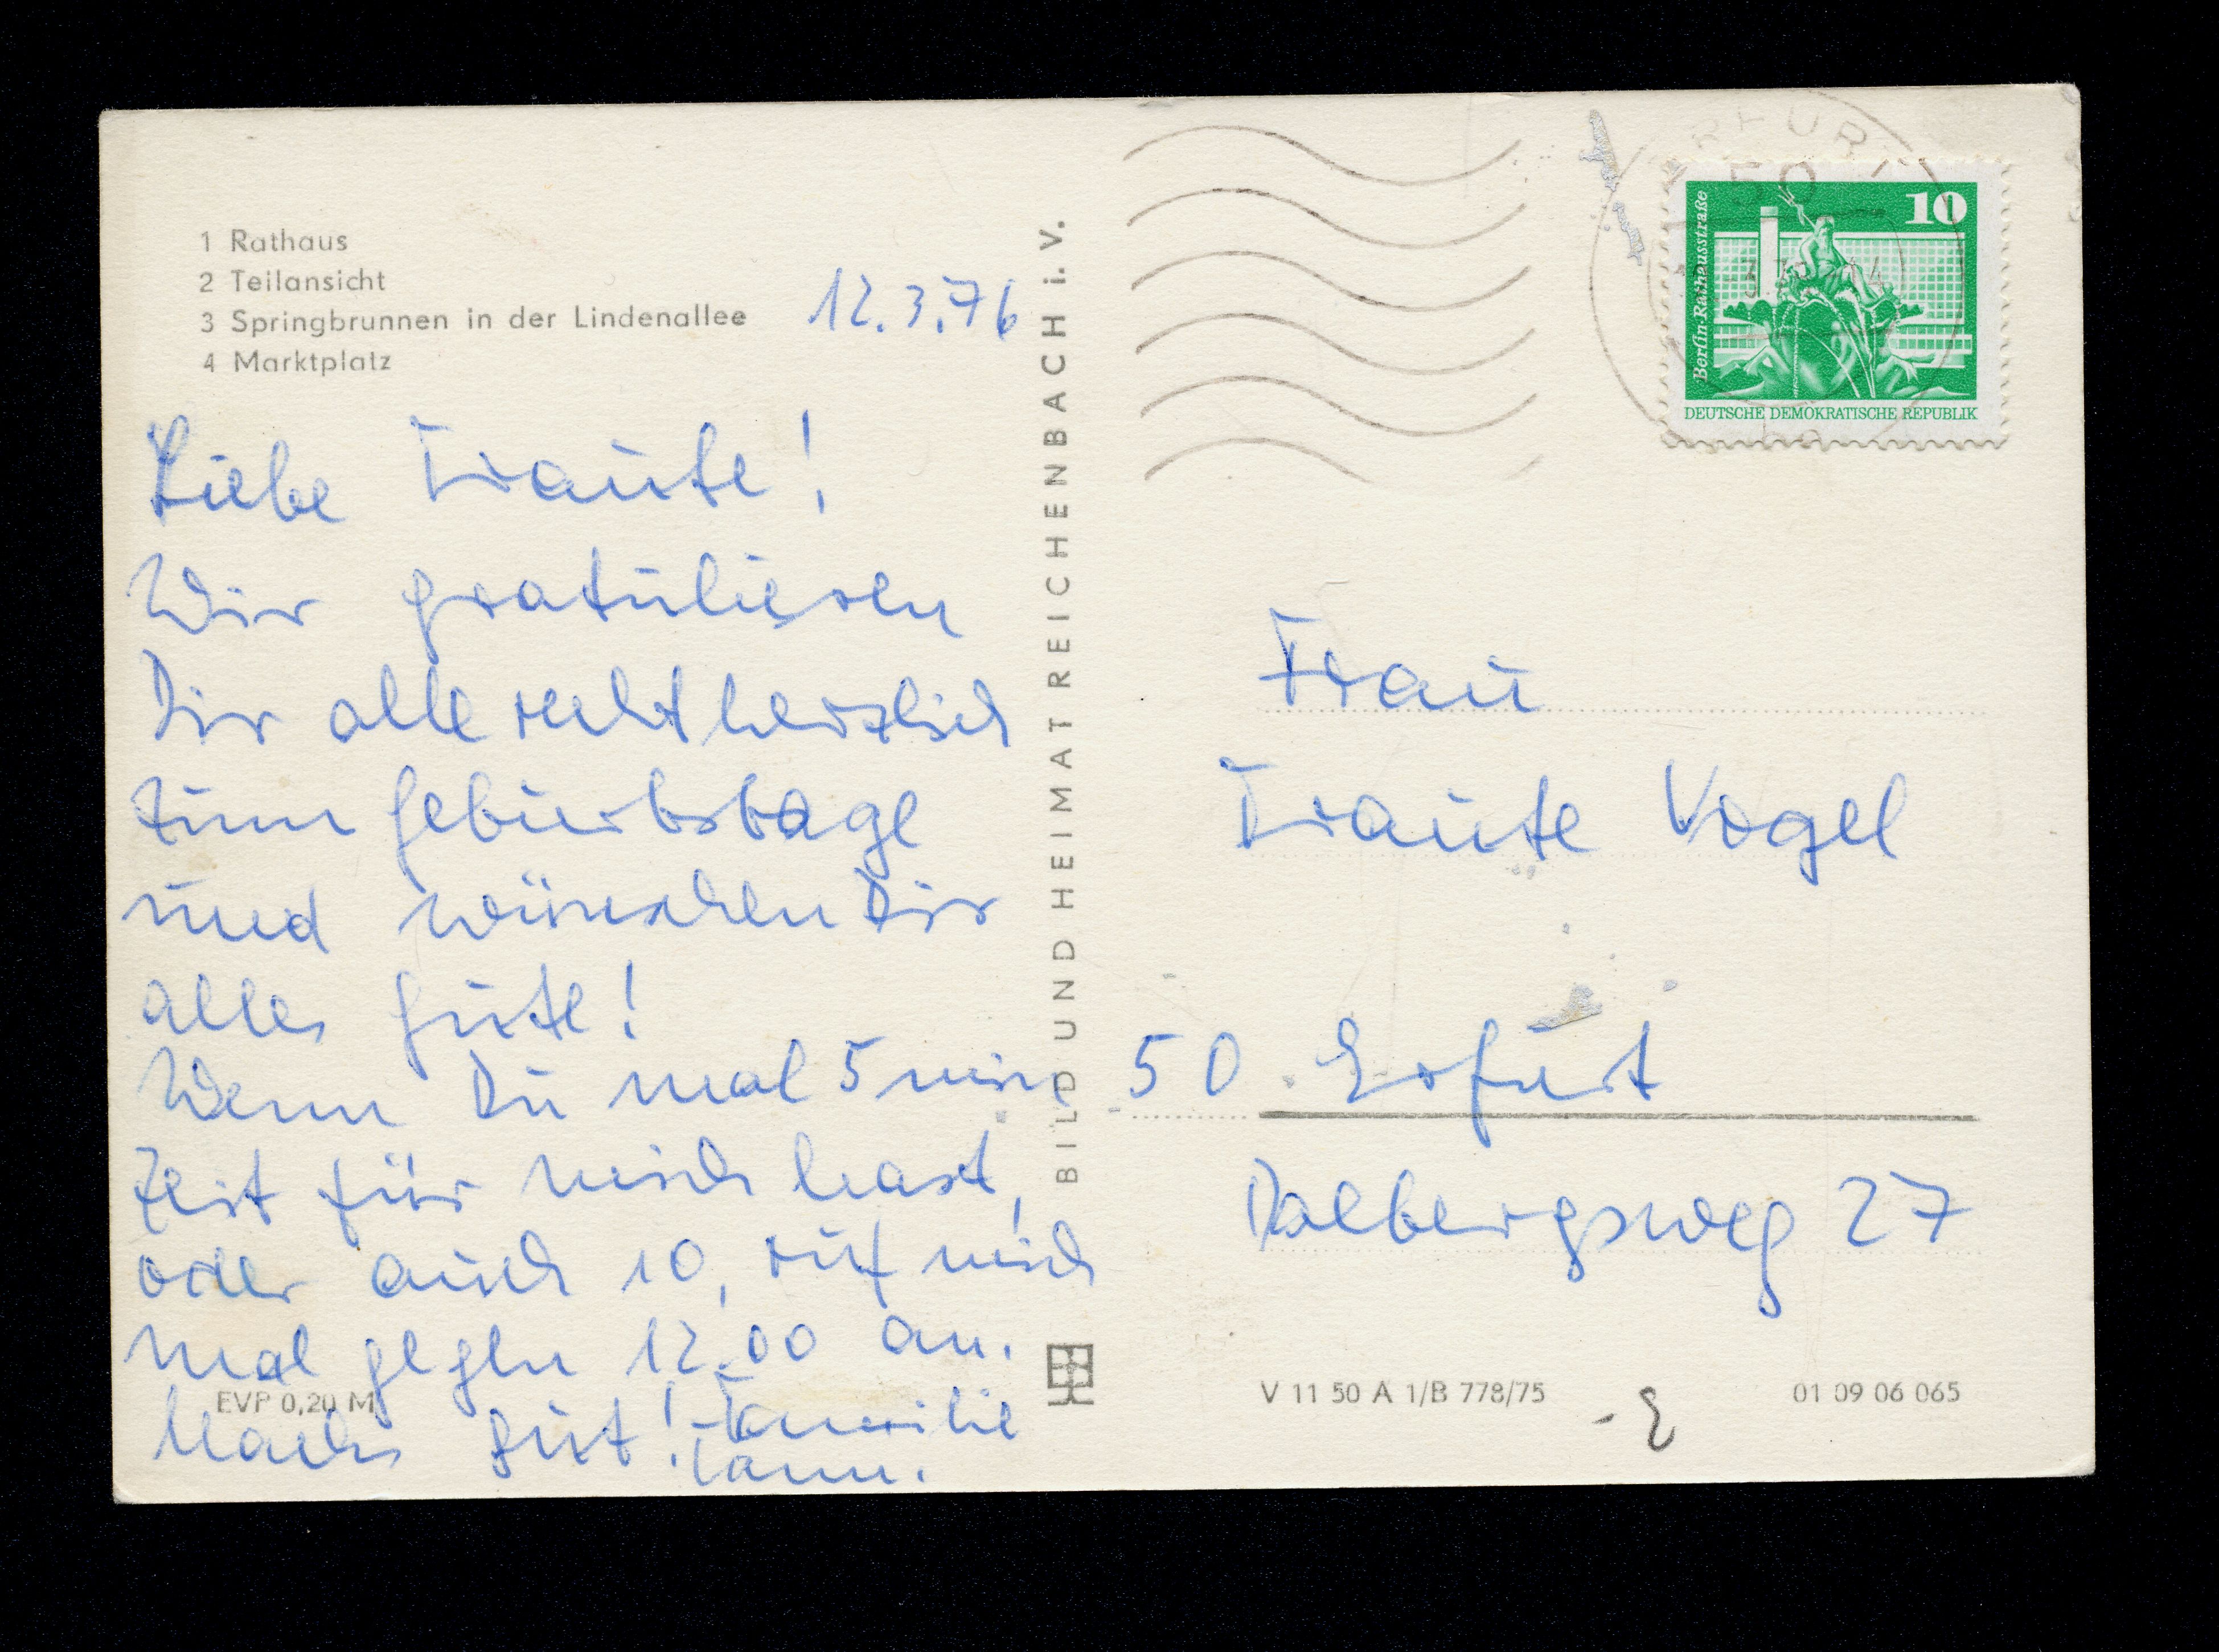 1 Rathaus
2 Teilansicht
3 Springbrunnen in der Lindenallee
4 Marktplatz
12.3.76
Liebe Traute!
Wir gratulieren
Dir alle recht herzlich
zum Geburtstage
und wünschen Dir
alles Gute!
Wenn Du mal 5 min
Zeit für mich hast,
oder auch 10, ruf mich
mal gegen 12.00 an.
Machs gut! Familie
EVP 0,20 M
BILD UND HEIMAT REICHENBACH i. V.
ERFURT
50
10
Berlin-Rathausstraße
DEUTSCHE DEMOKRATISCHE REPUBLIK
Frau
Traute Vogel
50 Erfurt
Dalbergsweg 27
V 11 50 A 1/B 778/75
01 09 06 065